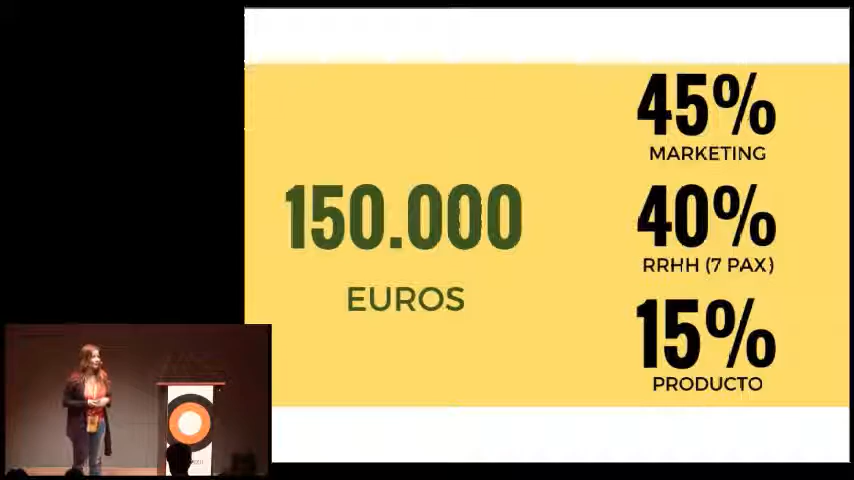 150.000
EUROS
45%
MARKETING
40%
RRHH (7 PAX)
15%
PRODUCTO